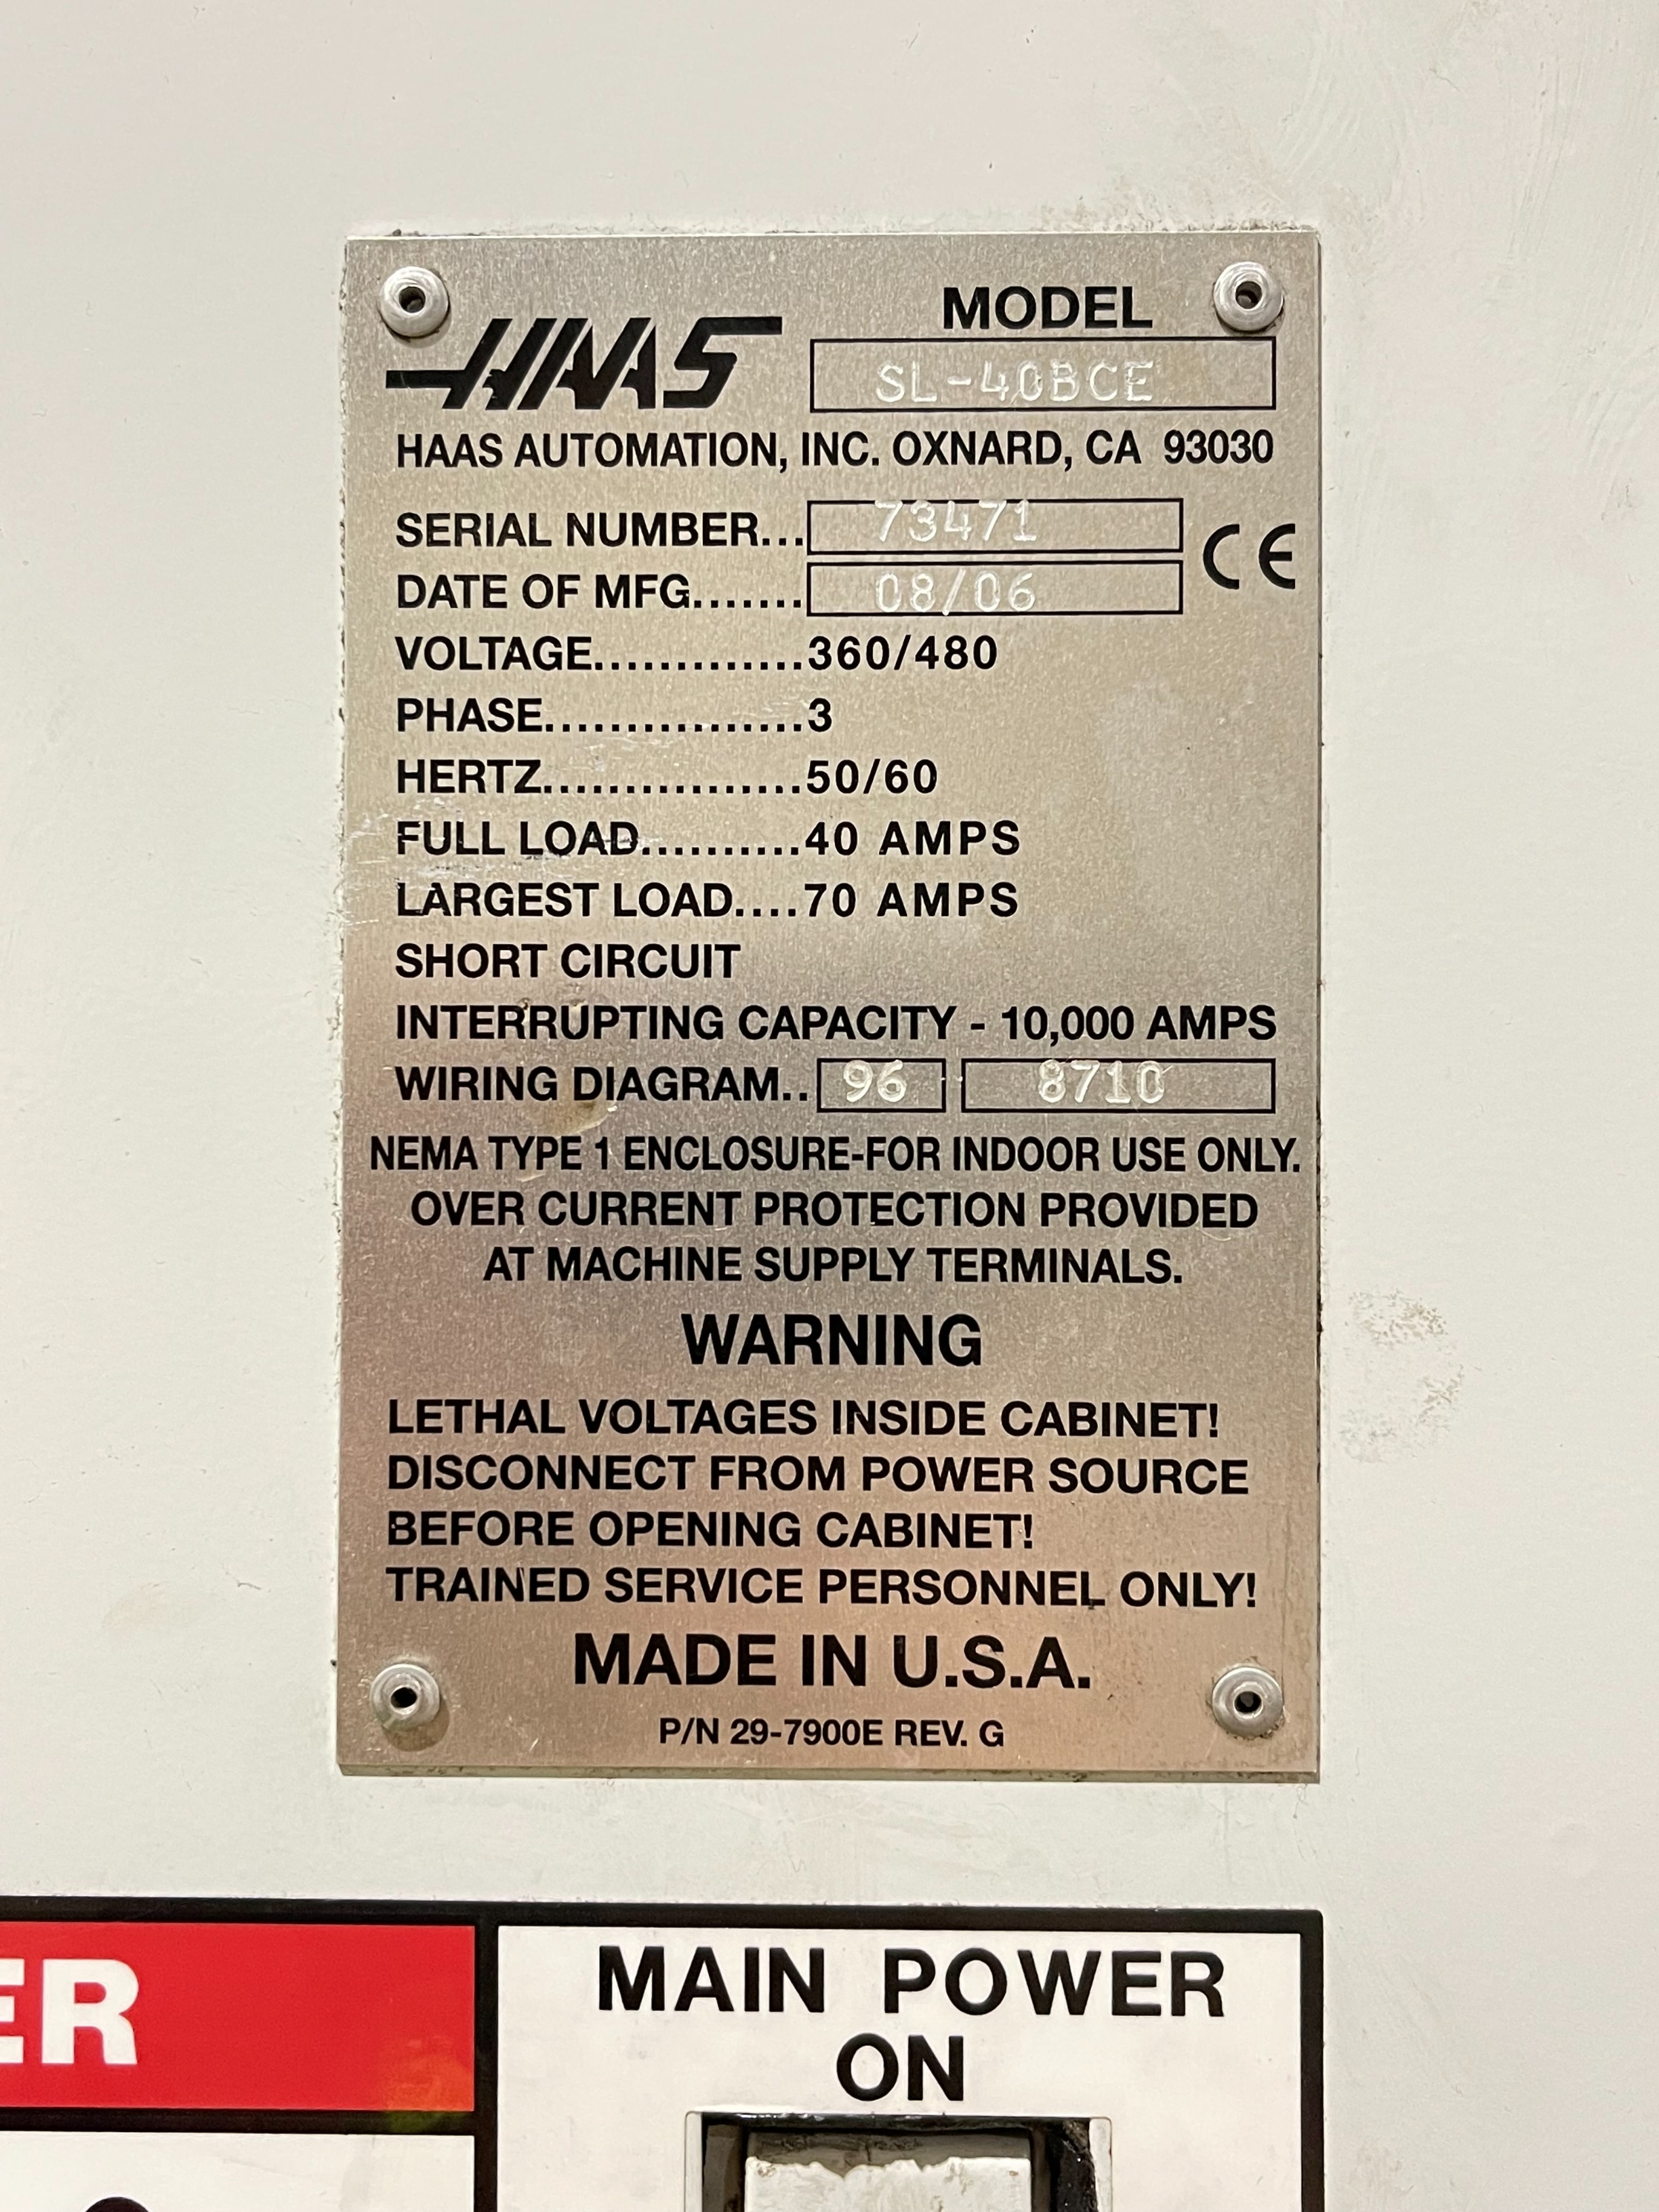 HAAS
MODEL
SL-40BCE
HAAS AUTOMATION, INC. OXNARD, CA 93030
SERIAL NUMBER... 73471
CE
DATE OF MFG....... 08/06
VOLTAGE.............360/480
PHASE................3
HERTZ................50/60
FULL LOAD..........40 AMPS
LARGEST LOAD....70 AMPS
SHORT CIRCUIT
INTERRUPTING CAPACITY - 10,000 AMPS
WIRING DIAGRAM.. 96 8710
NEMA TYPE 1 ENCLOSURE-FOR INDOOR USE ONLY.
OVER CURRENT PROTECTION PROVIDED
AT MACHINE SUPPLY TERMINALS.
WARNING
LETHAL VOLTAGES INSIDE CABINET!
DISCONNECT FROM POWER SOURCE
BEFORE OPENING CABINET!
TRAINED SERVICE PERSONNEL ONLY!
MADE IN U.S.A.
P/N 29-7900E REV. G
ER
MAIN POWER
ON